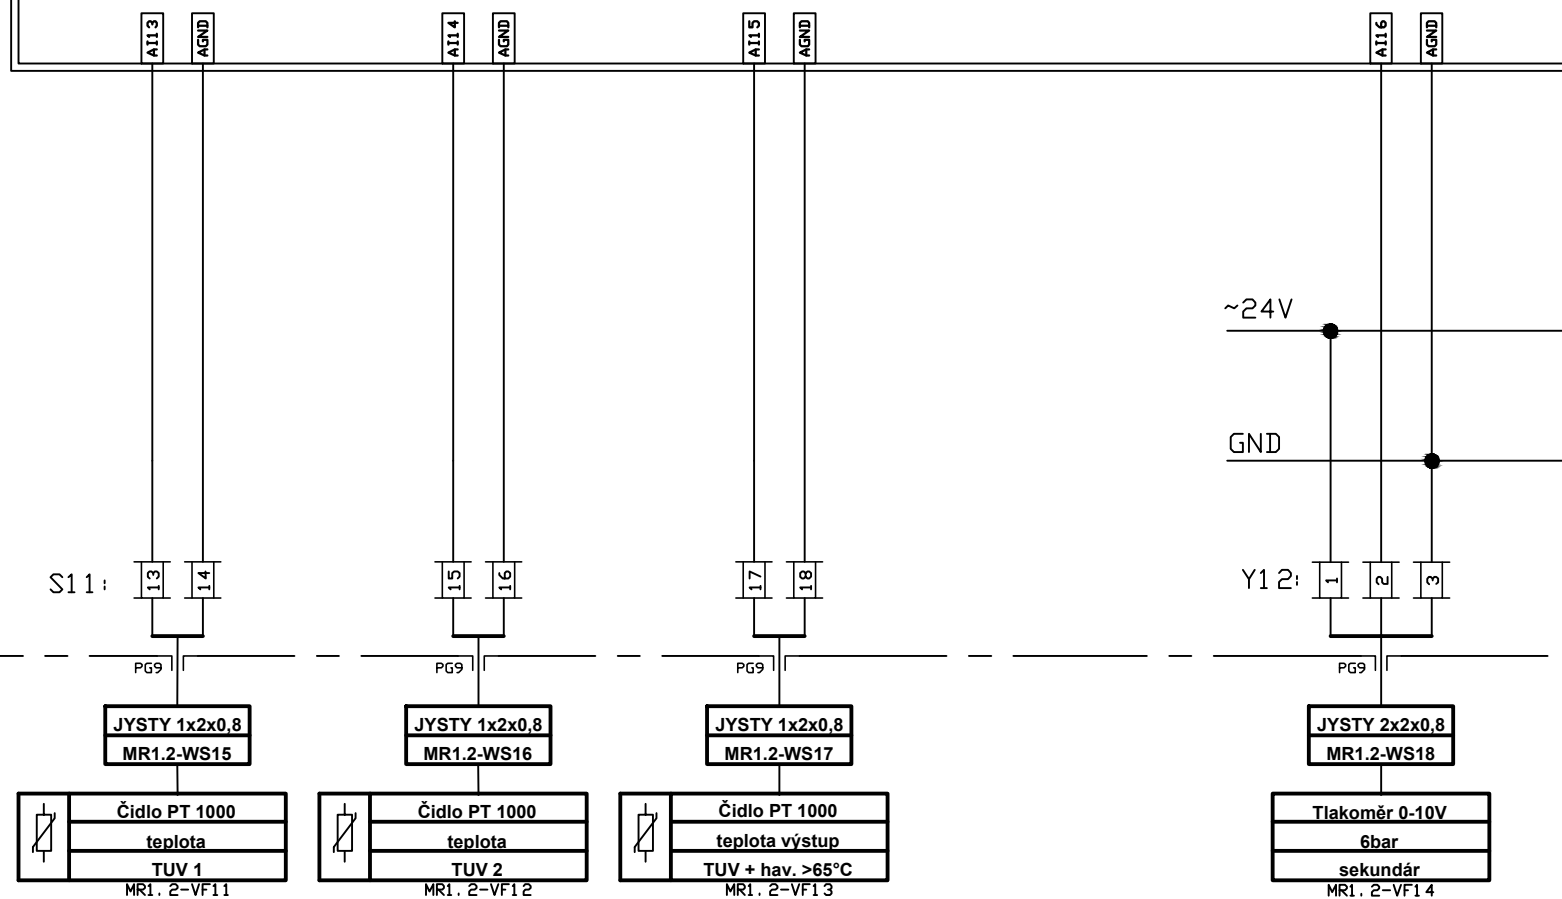 AI13 AGND AI14 AGND AI15 AGND AI16 AGND
~24V
GND
S11: 13 14 15 16 17 18 Y12: 1 2 3
PG9 PG9 PG9 PG9
JYSTY 1x2x0,8 JYSTY 1x2x0,8 JYSTY 1x2x0,8 JYSTY 2x2x0,8
MR1.2-WS15 MR1.2-WS16 MR1.2-WS17 MR1.2-WS18
Čidlo PT 1000 Čidlo PT 1000 Čidlo PT 1000 Tlakoměr 0-10V
teplota teplota teplota výstup 6bar
TUV 1 TUV 2 TUV + hav. >65°C sekundár
MR1.2-VF11 MR1.2-VF12 MR1.2-VF13 MR1.2-VF14